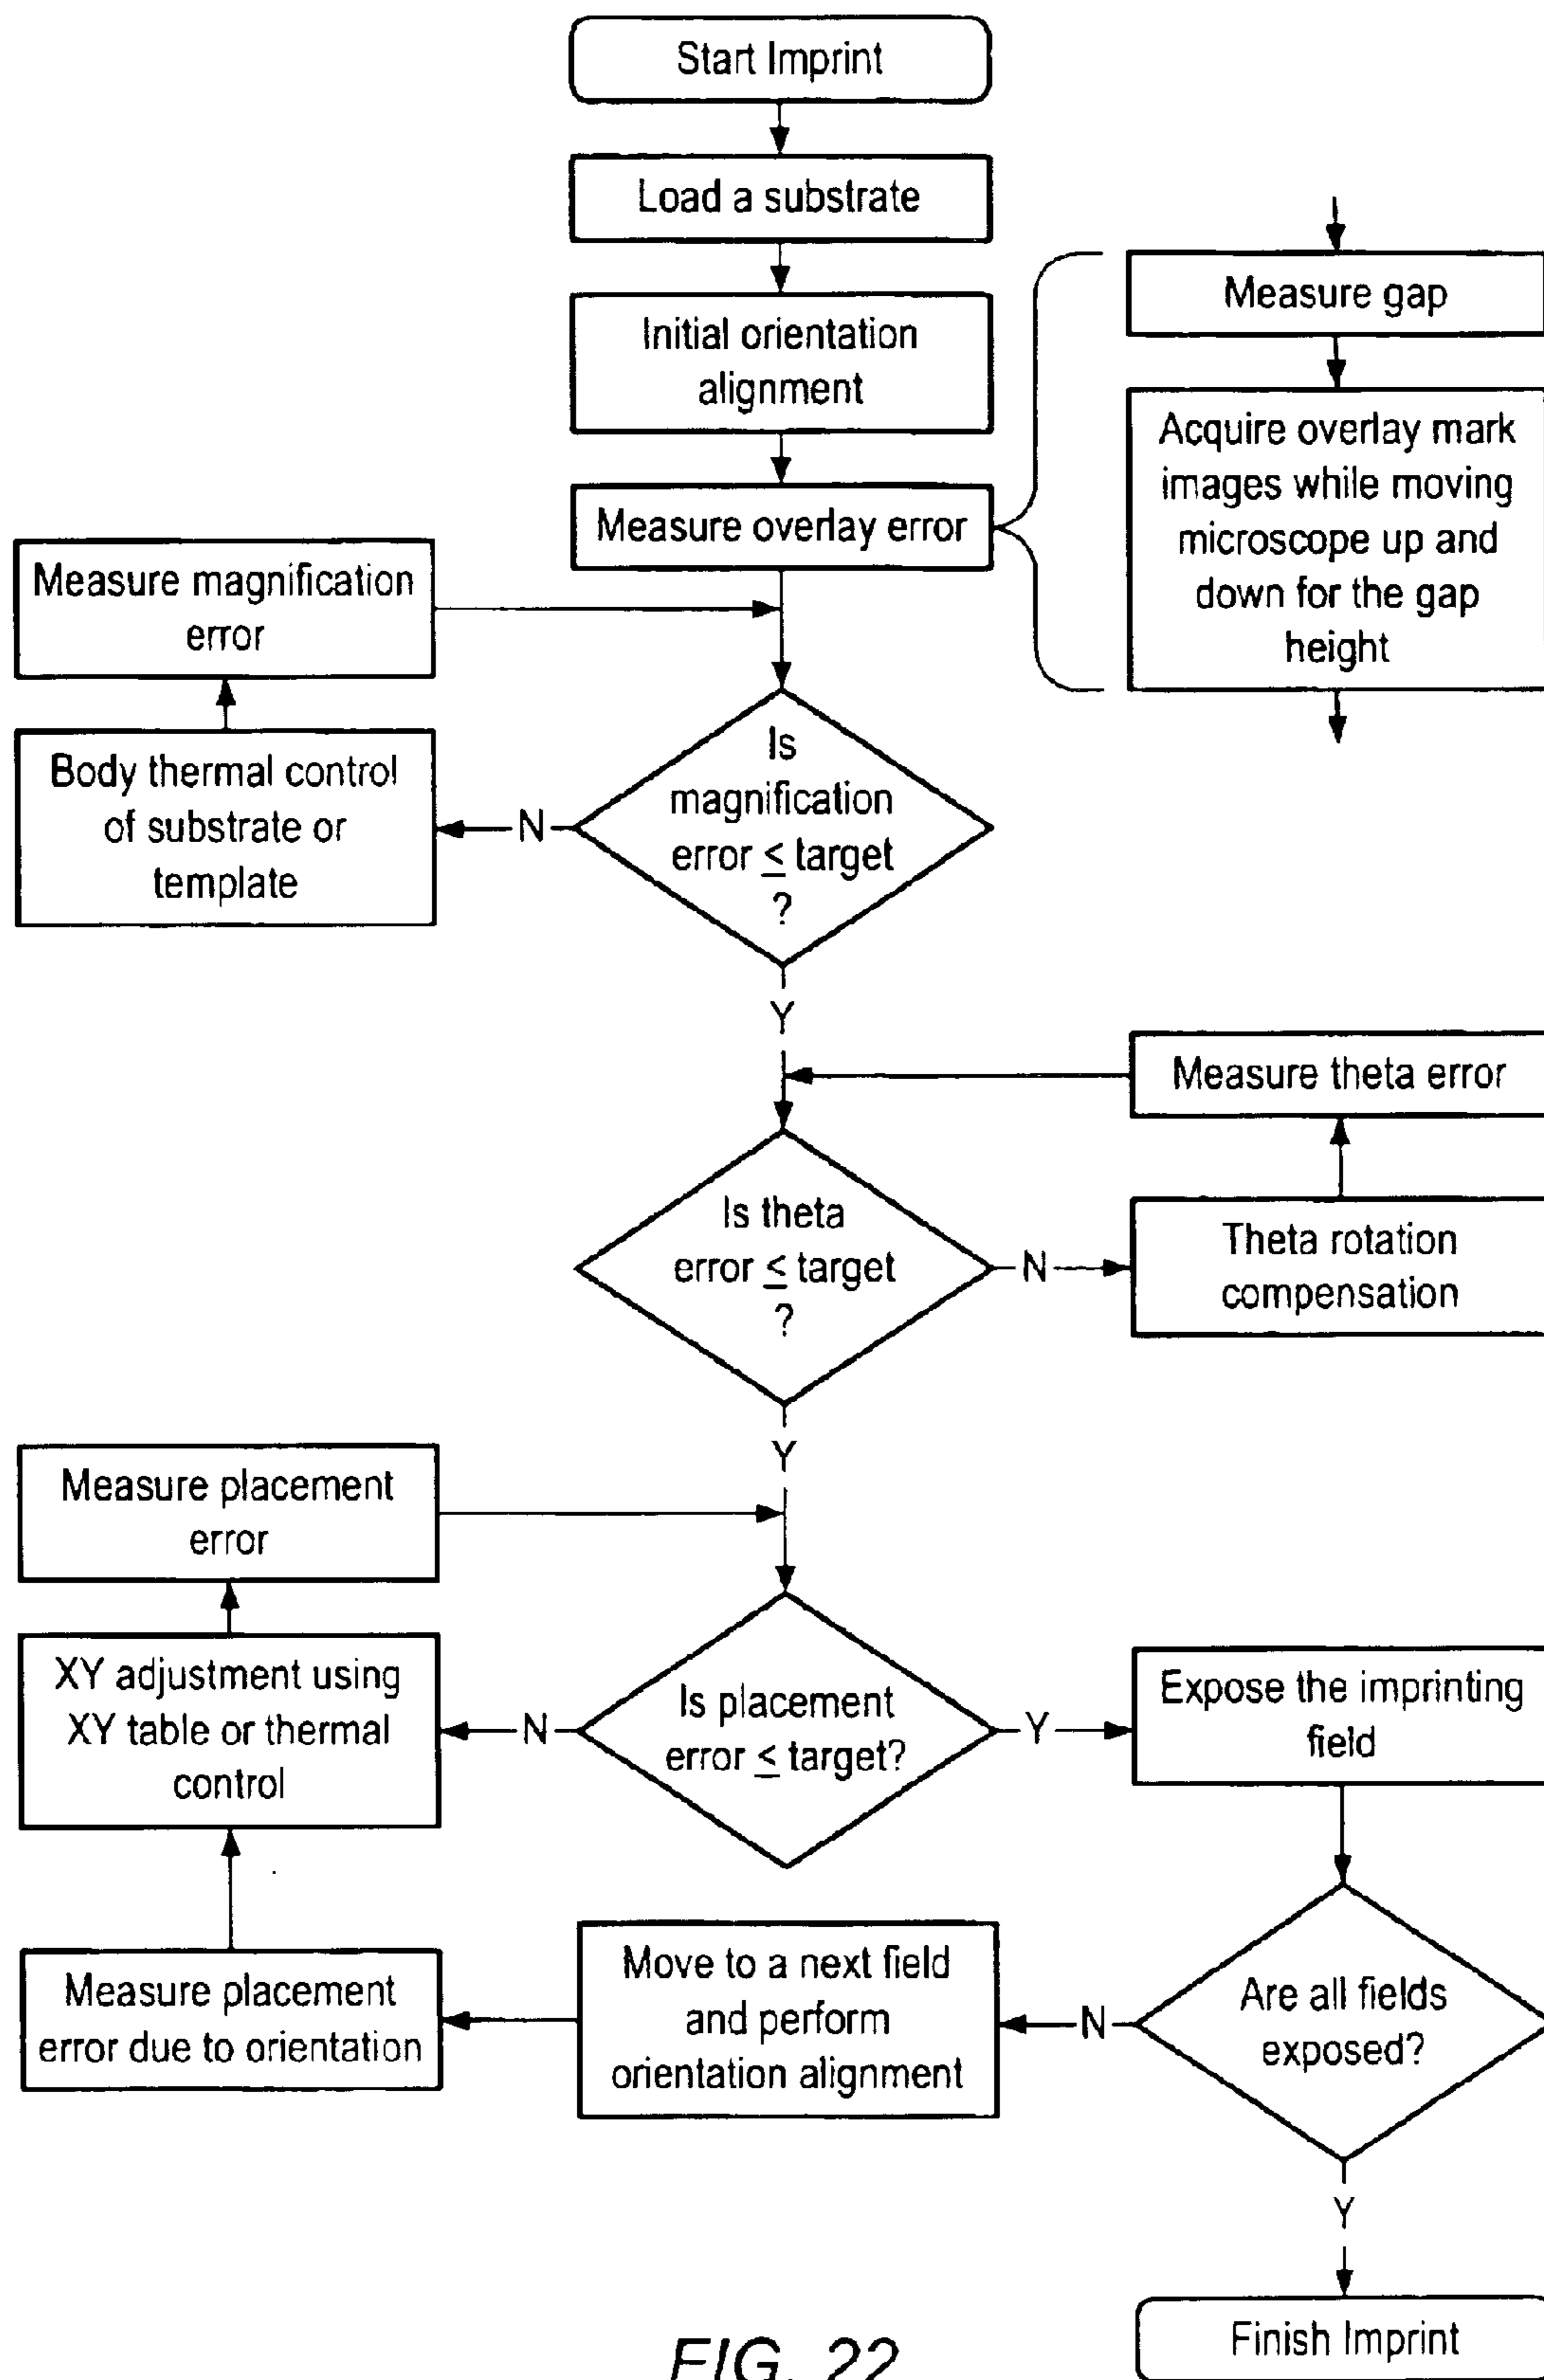 Start Imprint
Load a substrate
Initial orientation
alignment
Measure overlay error
Measure gap
Acquire overlay mark
images while moving
microscope up and
down for the gap
height
Measure magnification
error
Body thermal control
of substrate or
template
N
Is
magnification
error ≤ target
?
Y
Measure theta error
Is theta
error ≤ target
?
N
Theta rotation
compensation
Y
Measure placement
error
XY adjustment using
XY table or thermal
control
N
Is placement
error ≤ target?
Y
Expose the imprinting
field
Measure placement
error due to orientation
Move to a next field
and perform
orientation alignment
N
Are all fields
exposed?
Y
Finish Imprint
FIG. 22